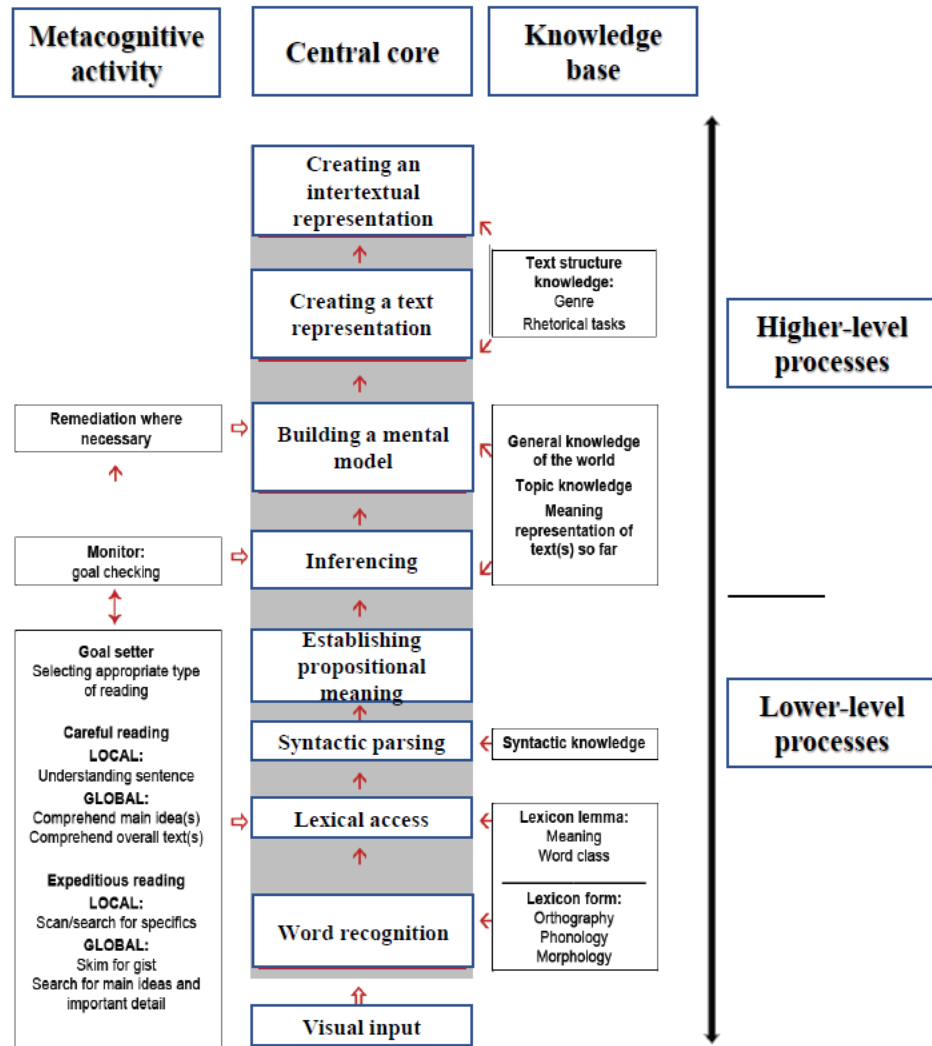 Metacognitive
activity
Central core
Knowledge
base
Creating an
intertextual
representation
Creating a text
representation
Building a mental
model
Inferencing
Establishing
propositional
meaning
Syntactic parsing
Lexical access
Word recognition
Visual input
Remediation where
necessary
Monitor:
goal checking
Goal setter
Selecting appropriate type
of reading
Careful reading
LOCAL:
Understanding sentence
GLOBAL:
Comprehend main idea(s)
Comprehend overall text(s)
Expeditious reading
LOCAL:
Scan/search for specifics
GLOBAL:
Skim for gist
Search for main ideas and
important detail
Text structure
knowledge:
Genre
Rhetorical tasks
General knowledge
of the world
Topic knowledge
Meaning
representation of
text(s) so far
Syntactic knowledge
Lexicon lemma:
Meaning
Word class
Lexicon form:
Orthography
Phonology
Morphology
Higher-level
processes
Lower-level
processes